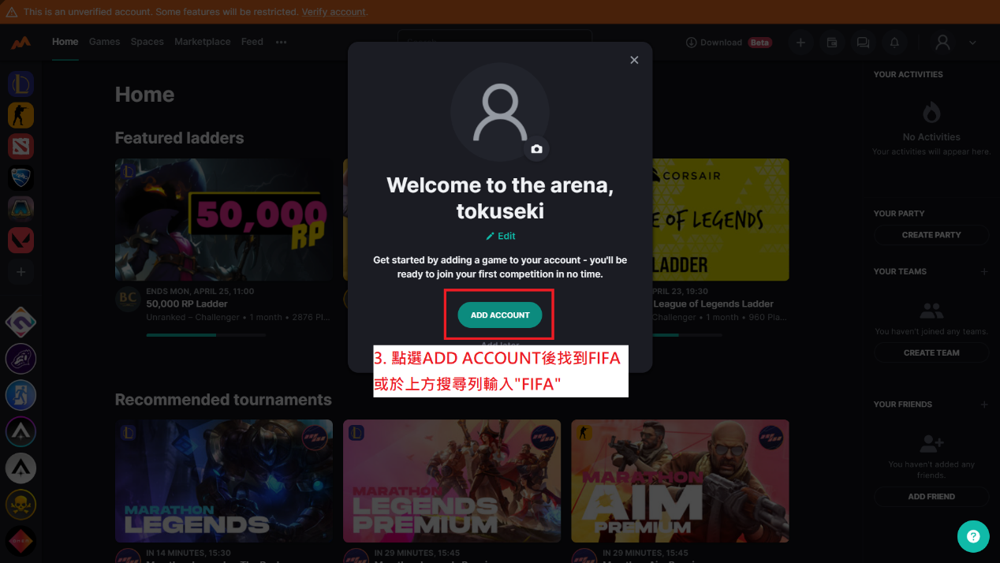 This is an unverified account. Some features will be restricted. Verify account.
Home Games Spaces Marketplace Feed •••
Download Beta
Home
Featured ladders
50,000
RP
ENDS MON, APRIL 25, 11:00
50,000 RP Ladder
Unranked – Challenger • 1 month • 2876 Pl...
CORSAIR
E OF LEGENDS
LADDER
PRIL 23, 19:30
League of Legends Ladder
Challenger • 1 month • 960 Pla...
Welcome to the arena,
tokuseki
Edit
Get started by adding a game to your account - you'll be
ready to join your first competition in no time.
ADD ACCOUNT
3. 點選ADD ACCOUNT後找到FIFA
或於上方搜尋列輸入"FIFA"
Recommended tournaments
MARATHON
LEGENDS
IN 14 MINUTES, 15:30
MARATHON
LEGENDS
PREMIUM
IN 29 MINUTES, 15:45
MARATHON
AIM
PREMIUM
IN 29 MINUTES, 15:45
YOUR ACTIVITIES
No Activities
Your activities will appear here.
YOUR PARTY
CREATE PARTY
YOUR TEAMS
You haven't joined any teams.
CREATE TEAM
YOUR FRIENDS
You haven't added any
friends.
ADD FRIEND